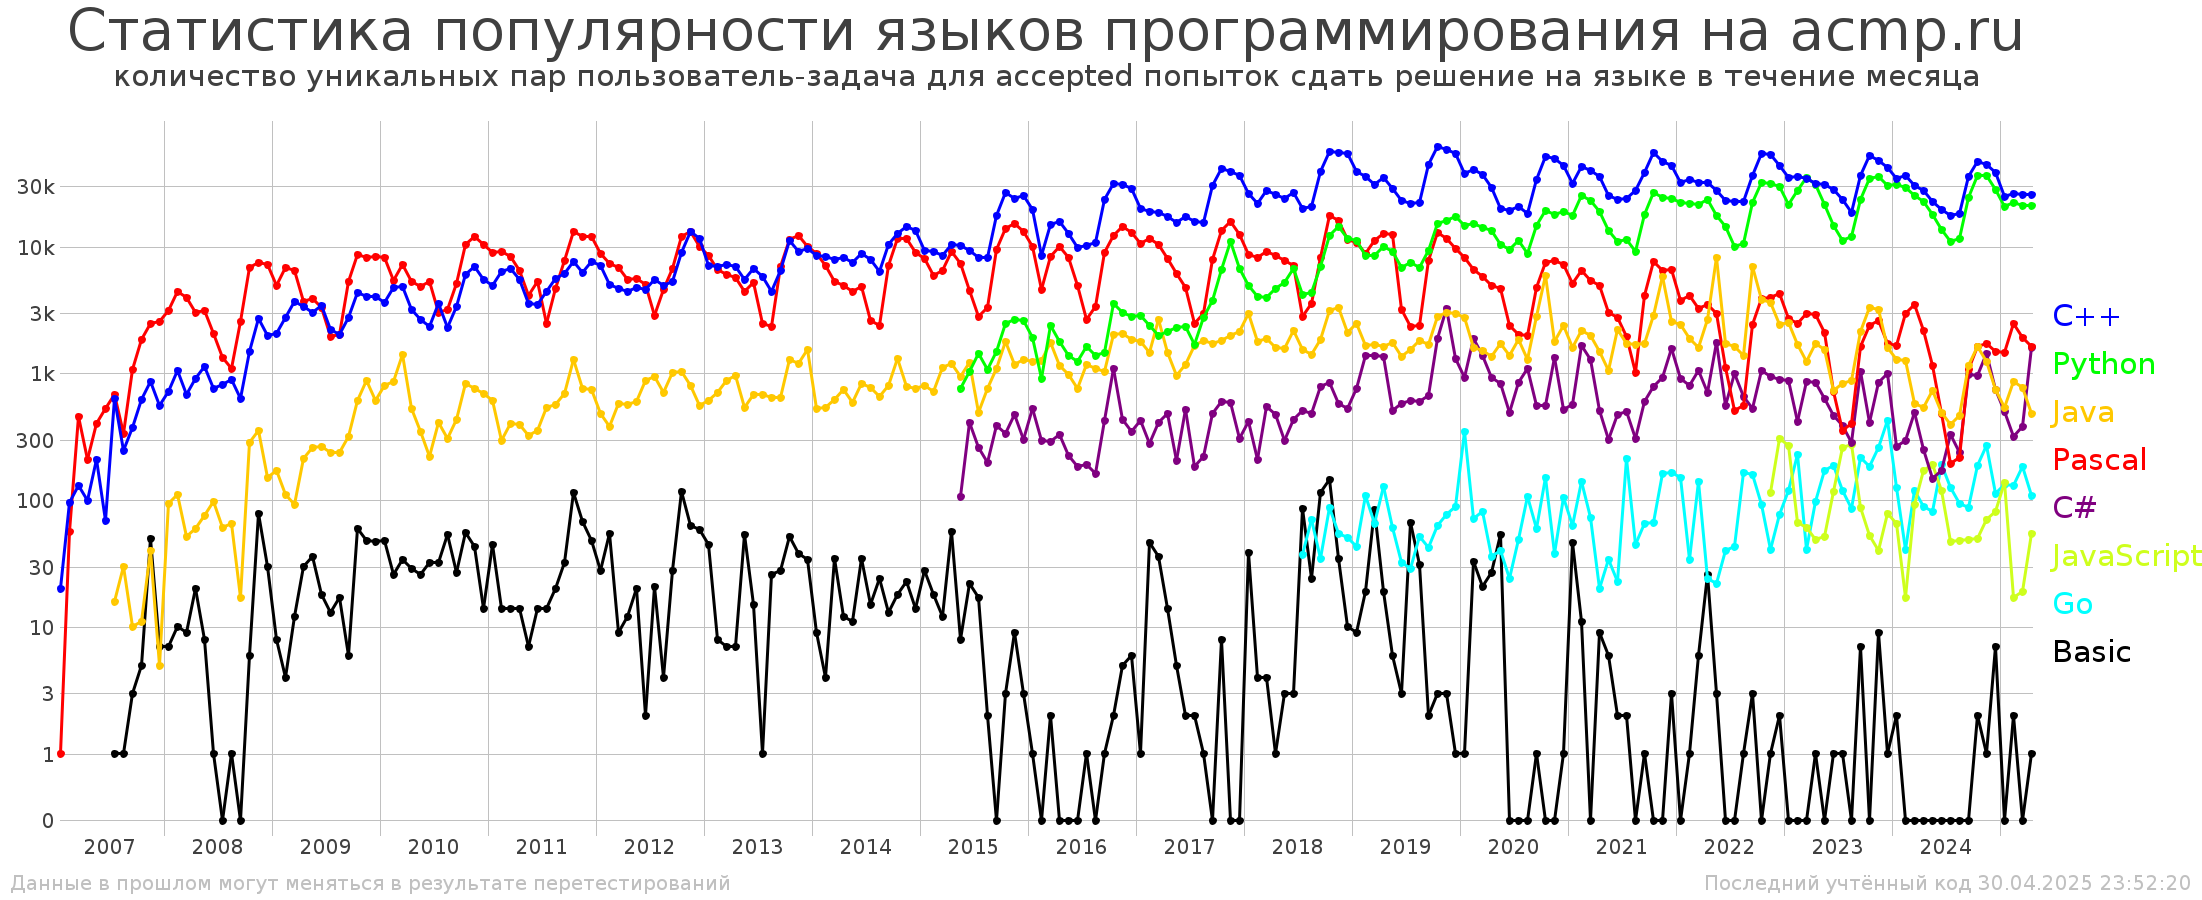 Статистика популярности языков программирования на acmp.ru
количество уникальных пар пользователь-задача для accepted попыток сдать решение на языке в течение месяца
30k
10k
3k
1k
300
100
30
10
3
1
0
C++
Python
Java
Pascal
C#
JavaScript
Go
Basic
2007 2008 2009 2010 2011 2012 2013 2014 2015 2016 2017 2018 2019 2020 2021 2022 2023 2024
Данные в прошлом могут меняться в результате перетестирований
Последний учтённый код 30.04.2025 23:52:20